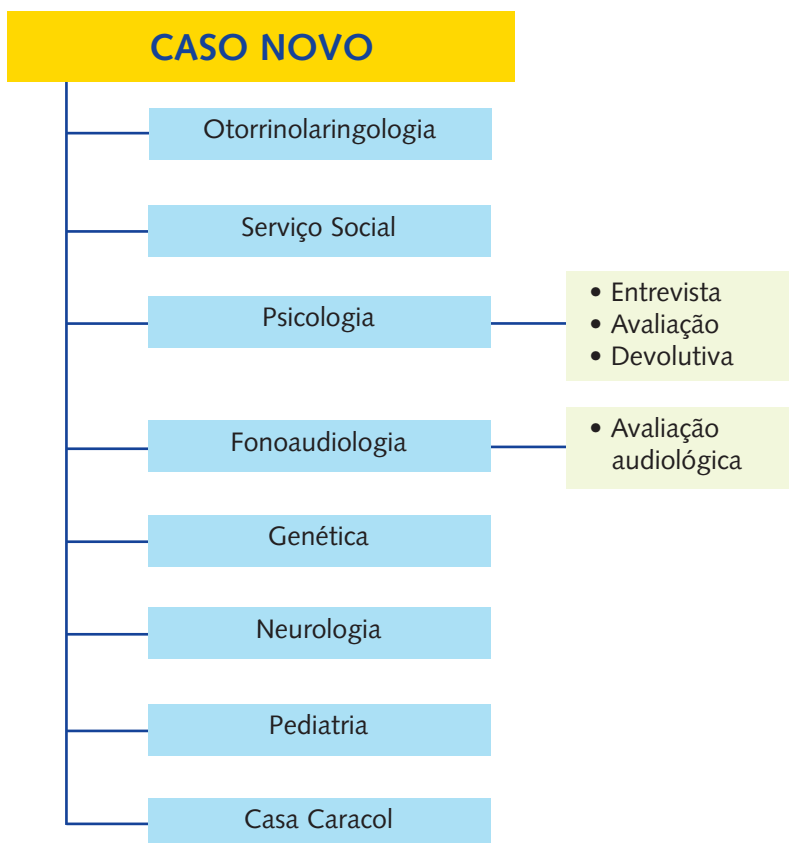 CASO NOVO
Otorrinolaringologia
Serviço Social
Psicologia
• Entrevista
• Avaliação
• Devolutiva
Fonoaudiologia
• Avaliação
audiológica
Genética
Neurologia
Pediatria
Casa Caracol